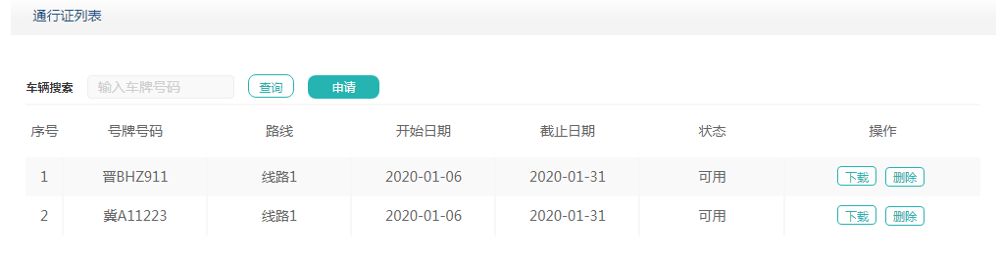 通行证列表
车辆搜索 输入车牌号码 查询 申请
序号 号牌号码 路线 开始日期 截止日期 状态 操作
1 晋BHZ911 线路1 2020-01-06 2020-01-31 可用 下载 删除
2 冀A11223 线路1 2020-01-06 2020-01-31 可用 下载 删除